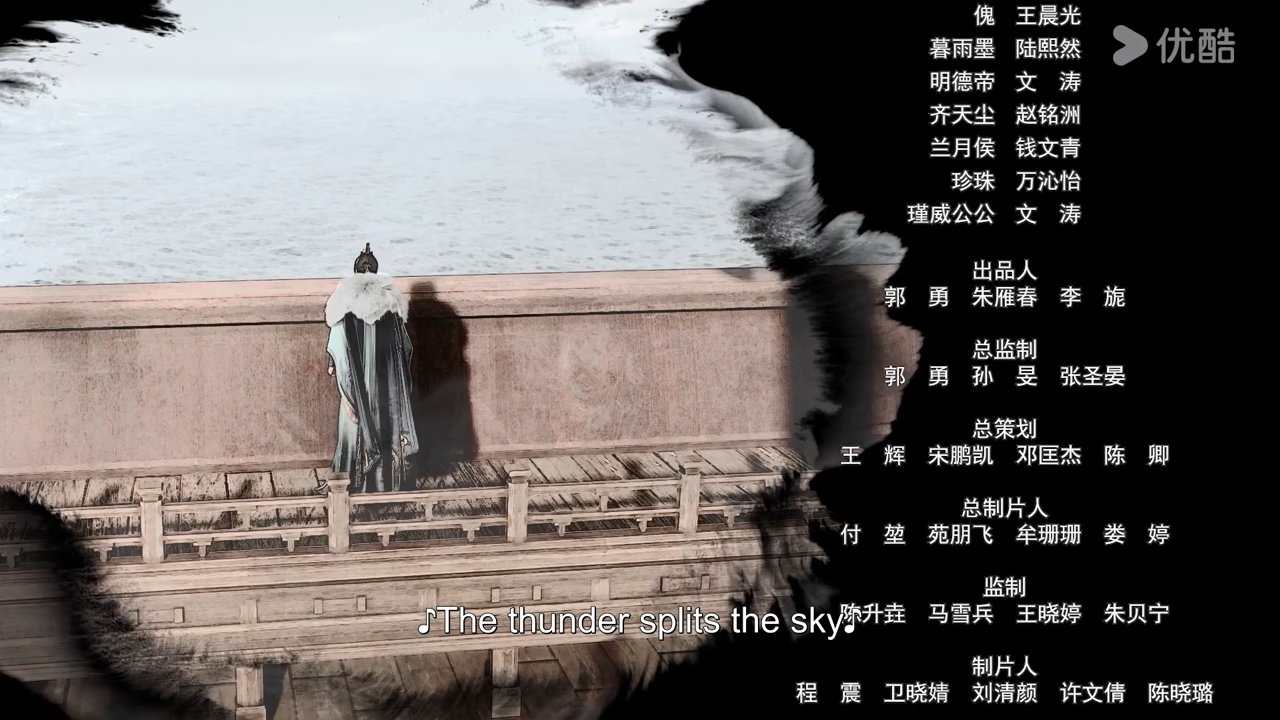 傀 王晨光
优酷
暮雨墨 陆熙然
明德帝 文 涛
齐天尘 赵铭洲
兰月侯 钱文青
珍珠 万沁怡
瑾威公公 文 涛
出品人
郭 勇 朱雁春 李 旎
总监制
郭 勇 孙 旻 张圣晏
总策划
王 辉 宋鹏凯 邓匡杰 陈 卿
总制片人
付 堃 苑朋飞 牟珊珊 娄 婷
监制
陈升垚 马雪兵 王晓婷 朱贝宁
♪The thunder splits the sky♪
制片人
程 震 卫晓婧 刘清颜 许文倩 陈晓璐